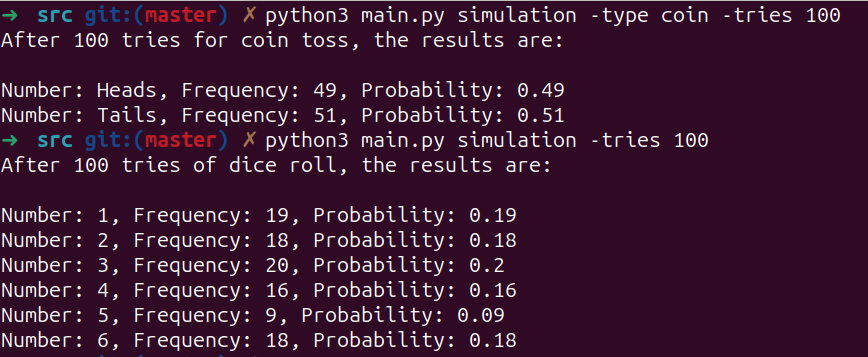 ➜ src git:(master) ✗ python3 main.py simulation -type coin -tries 100
After 100 tries for coin toss, the results are:
Number: Heads, Frequency: 49, Probability: 0.49
Number: Tails, Frequency: 51, Probability: 0.51
➜ src git:(master) ✗ python3 main.py simulation -tries 100
After 100 tries of dice roll, the results are:
Number: 1, Frequency: 19, Probability: 0.19
Number: 2, Frequency: 18, Probability: 0.18
Number: 3, Frequency: 20, Probability: 0.2
Number: 4, Frequency: 16, Probability: 0.16
Number: 5, Frequency: 9, Probability: 0.09
Number: 6, Frequency: 18, Probability: 0.18